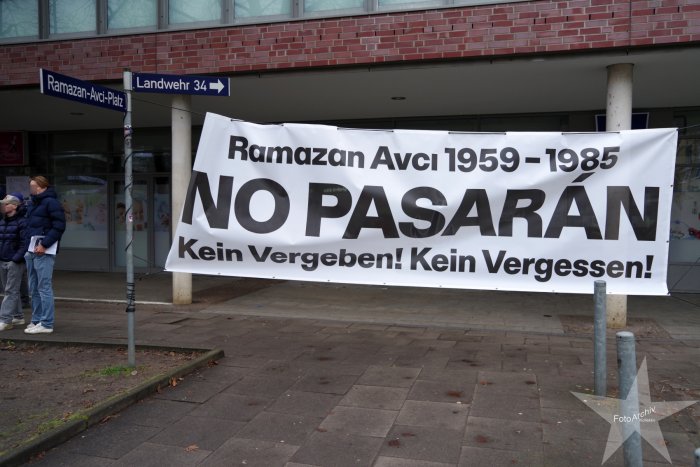 Ramazan-Avci-Platz
Landwehr 34 →
Ramazan Avcı 1959 – 1985
NO PASARÁN
Kein Vergeben! Kein Vergessen!
FotoArchiv